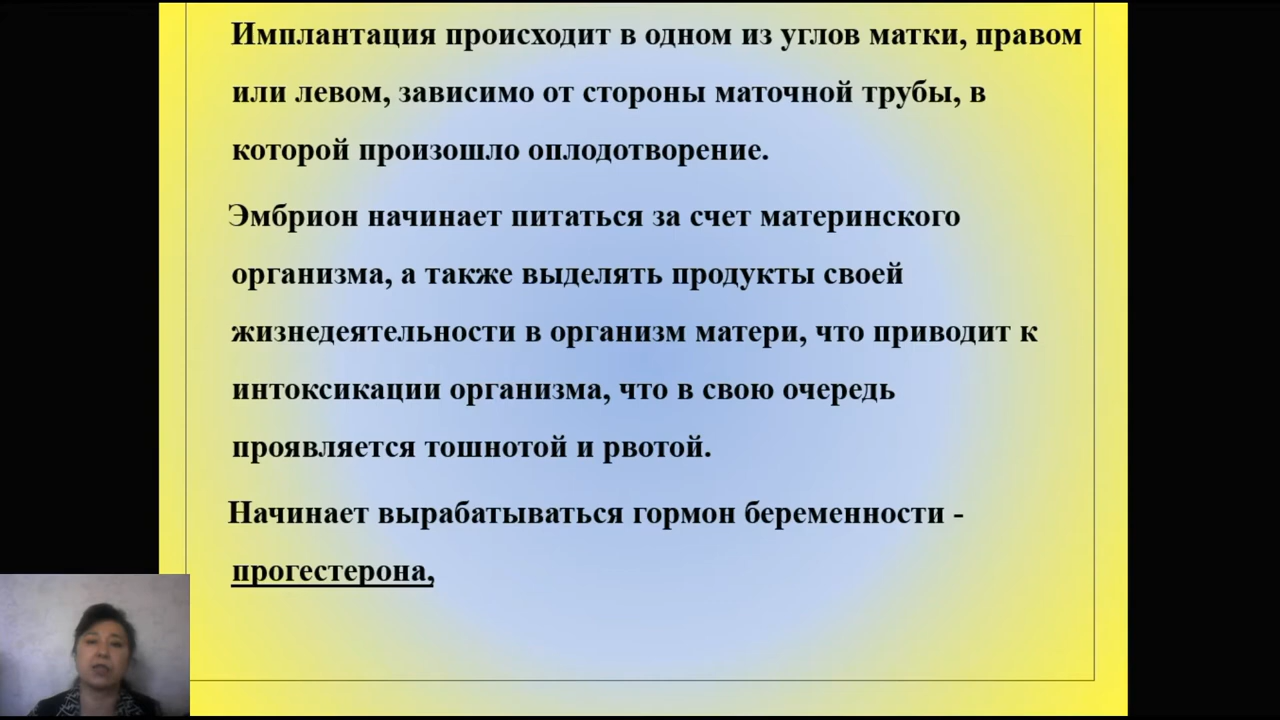 Имплантация происходит в одном из углов матки, правом
или левом, зависимо от стороны маточной трубы, в
которой произошло оплодотворение.
Эмбрион начинает питаться за счет материнского
организма, а также выделять продукты своей
жизнедеятельности в организм матери, что приводит к
интоксикации организма, что в свою очередь
проявляется тошнотой и рвотой.
Начинает вырабатываться гормон беременности -
прогестерона,